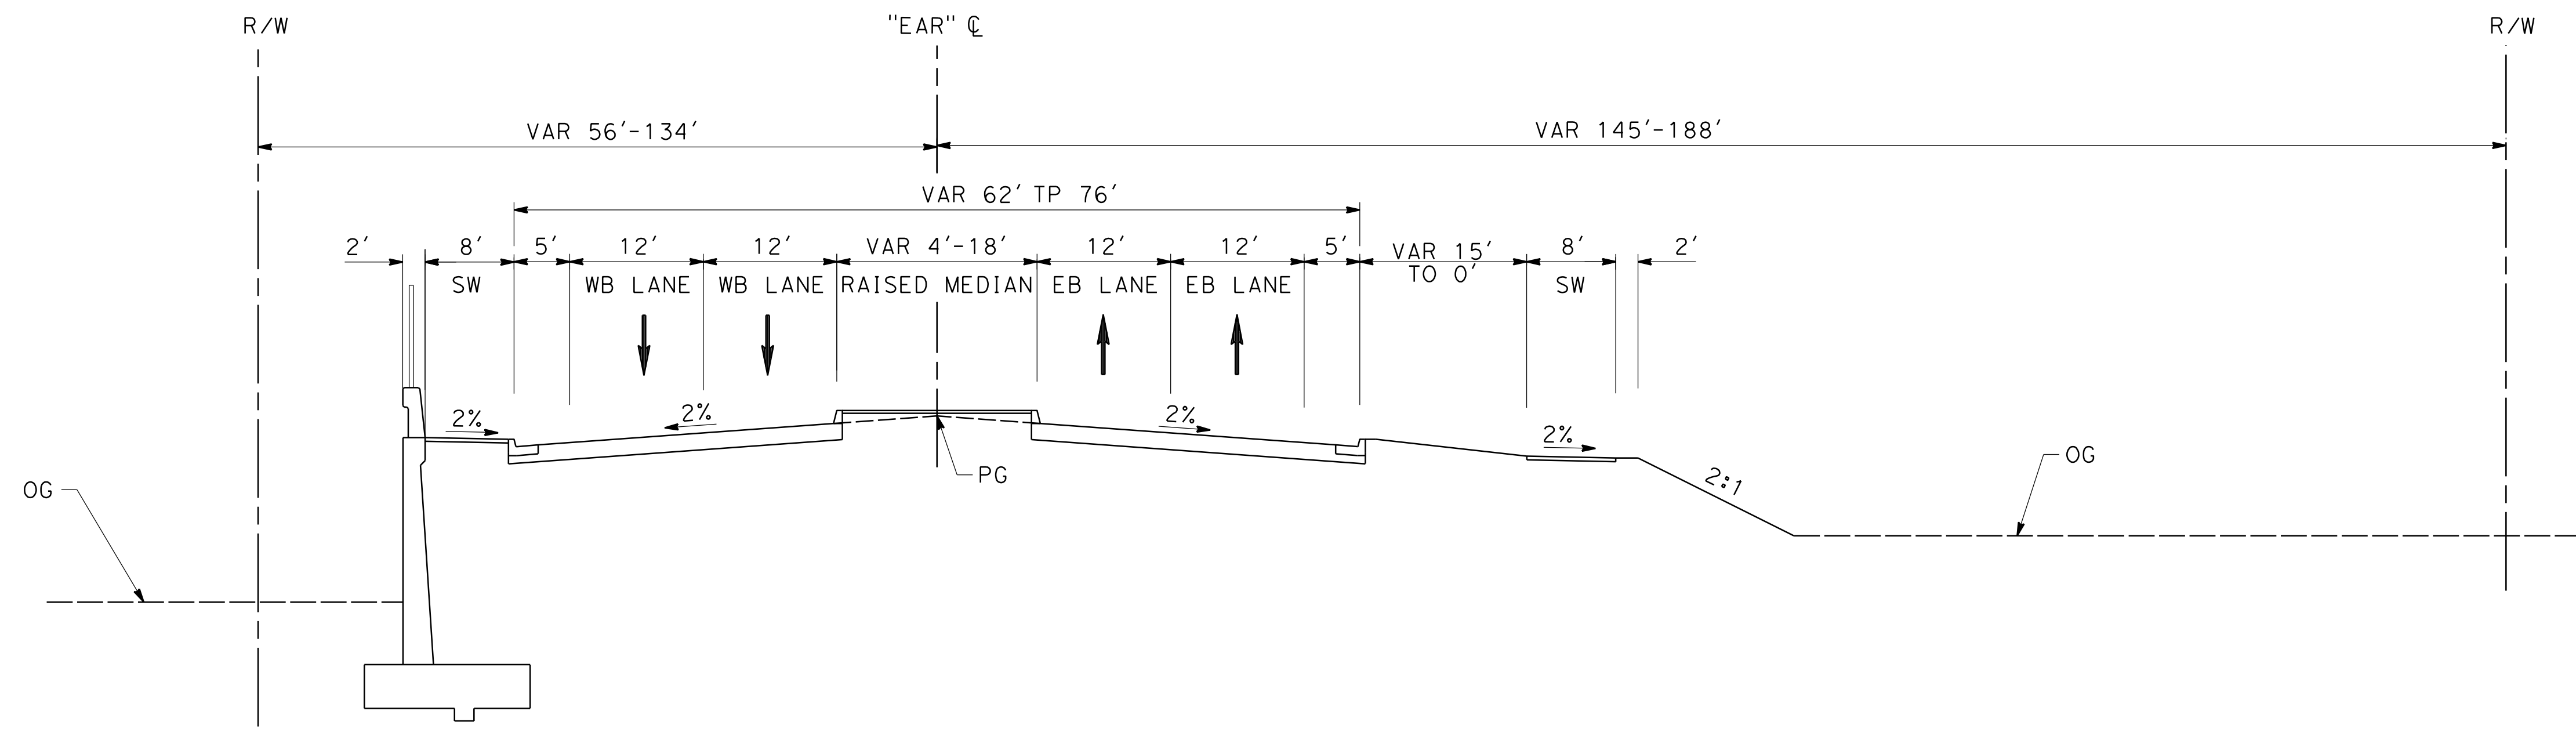 R/W
"EAR" ℄
R/W
VAR 56'-134'
VAR 145'-188'
VAR 62' TP 76'
2'
8'
5'
12'
12'
VAR 4'-18'
12'
12'
5'
VAR 15'
TO 0'
8'
2'
SW
WB LANE
WB LANE
RAISED MEDIAN
EB LANE
EB LANE
SW
2%
2%
2%
2%
2:1
OG
PG
OG